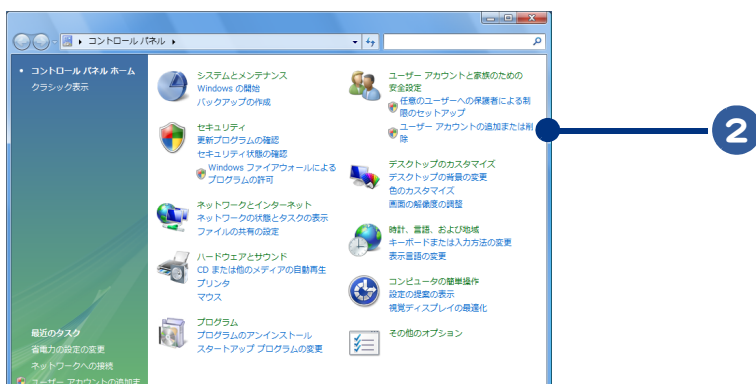 コントロール パネル
コントロール パネル ホーム
クラシック表示
システムとメンテナンス
Windows の開始
バックアップの作成
セキュリティ
更新プログラムの確認
セキュリティ状態の確認
Windows ファイアウォールによる
プログラムの許可
ネットワークとインターネット
ネットワークの状態とタスクの表示
ファイルの共有の設定
ハードウェアとサウンド
CD または他のメディアの自動再生
プリンタ
マウス
プログラム
プログラムのアンインストール
スタートアップ プログラムの変更
ユーザー アカウントと家族のための
安全設定
任意のユーザーへの保護者による制
限のセットアップ
ユーザー アカウントの追加または削
除
デスクトップのカスタマイズ
デスクトップの背景の変更
色のカスタマイズ
画面の解像度の調整
時計、言語、および地域
キーボードまたは入力方法の変更
表示言語の変更
コンピュータの簡単操作
設定の提案の表示
視覚ディスプレイの最適化
その他のオプション
最近のタスク
省電力の設定の変更
ネットワークへの接続
ユーザー アカウントの追加ま
2